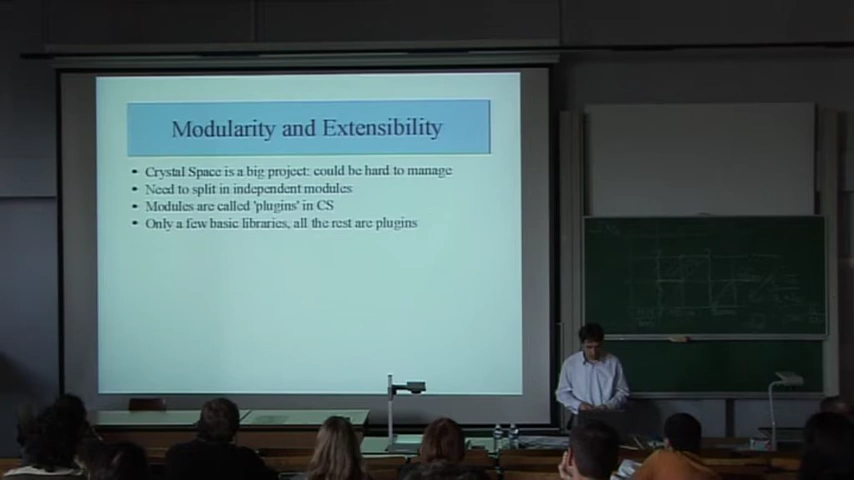 Modularity and Extensibility
• Crystal Space is a big project: could be hard to manage
• Need to split in independent modules
• Modules are called 'plugins' in CS
• Only a few basic libraries, all the rest are plugins